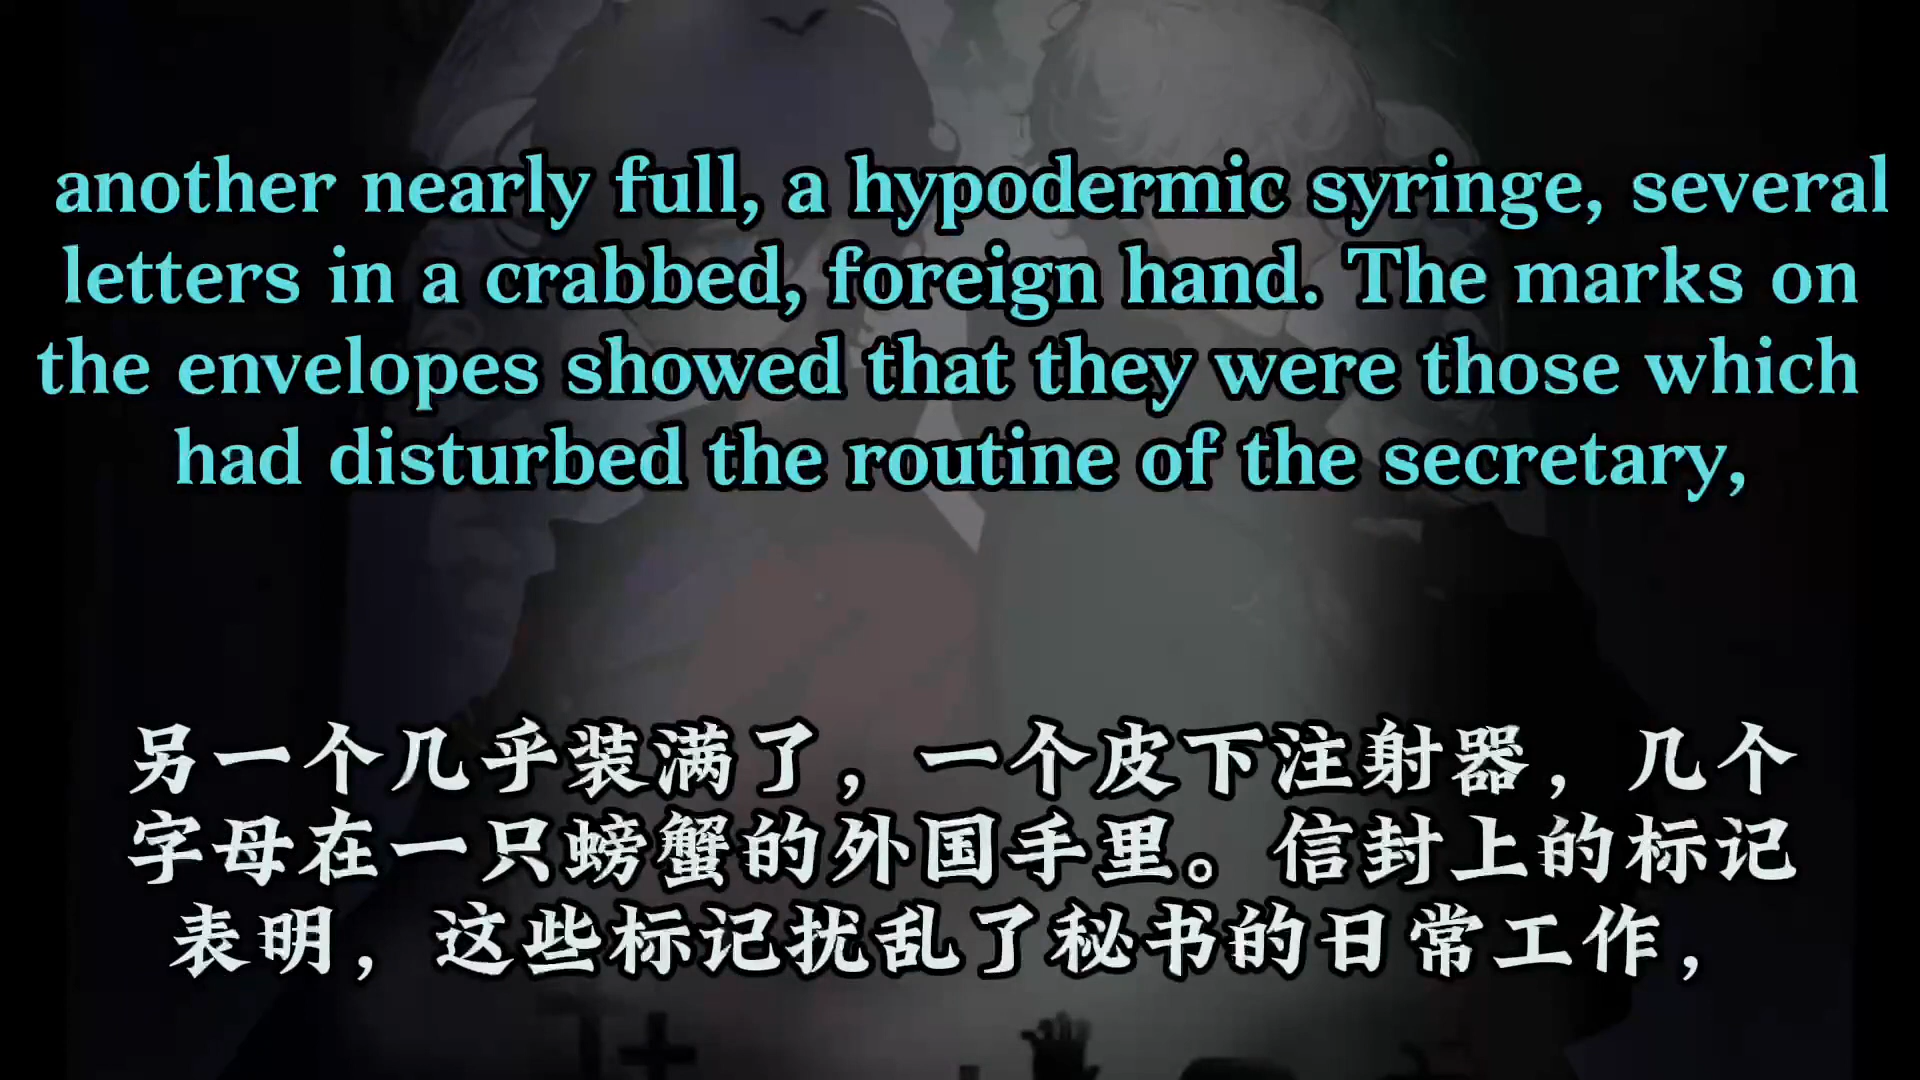 another nearly full, a hypodermic syringe, several
letters in a crabbed, foreign hand. The marks on
the envelopes showed that they were those which
had disturbed the routine of the secretary,
另一个几乎装满了，一个皮下注射器，几个
字母在一只螃蟹的外国手里。信封上的标记
表明，这些标记扰乱了秘书的日常工作，